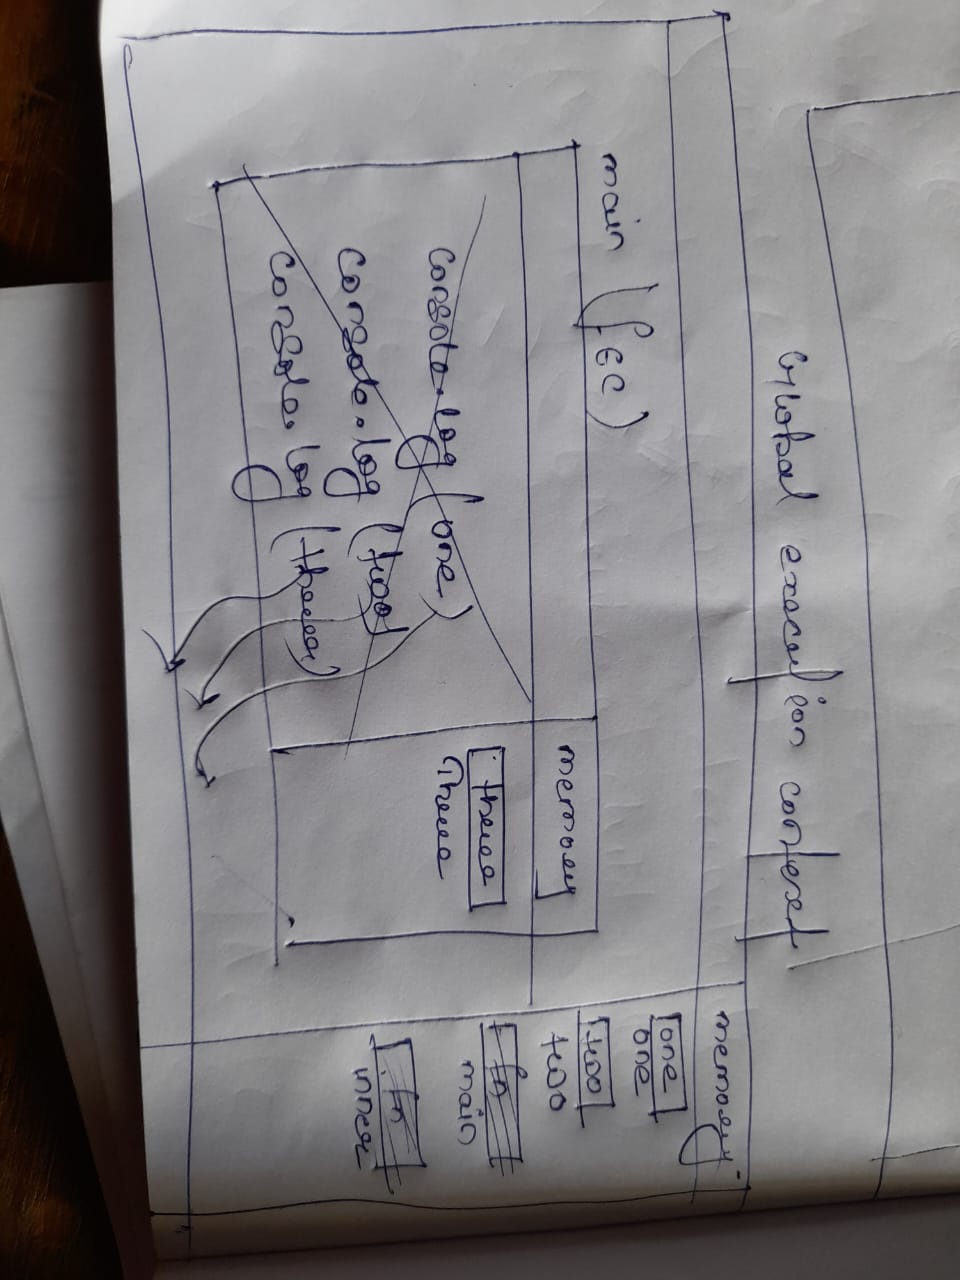 Global execution context
memory
one
one
two
two
fn
main
fn
inner
main (fEC)
memory
three
Three
console.log (one)
console.log (two)
console.log (three)